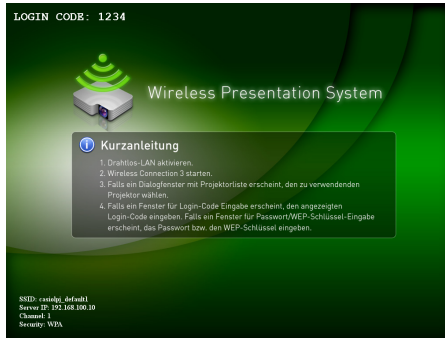 LOGIN CODE: 1234
Wireless Presentation System
Kurzanleitung
1. Drahtlos-LAN aktivieren.
2. Wireless Connection 3 starten.
3. Falls ein Dialogfenster mit Projektorliste erscheint, den zu verwendenden
Projektor wählen.
4. Falls ein Fenster für Login-Code Eingabe erscheint, den angezeigten
Login-Code eingeben. Falls ein Fenster für Passwort/WEP-Schlüssel-Eingabe
erscheint, das Passwort bzw. den WEP-Schlüssel eingeben.
SSID: casiolpj_default1
Server IP: 192.168.100.10
Channel: 1
Security: WPA